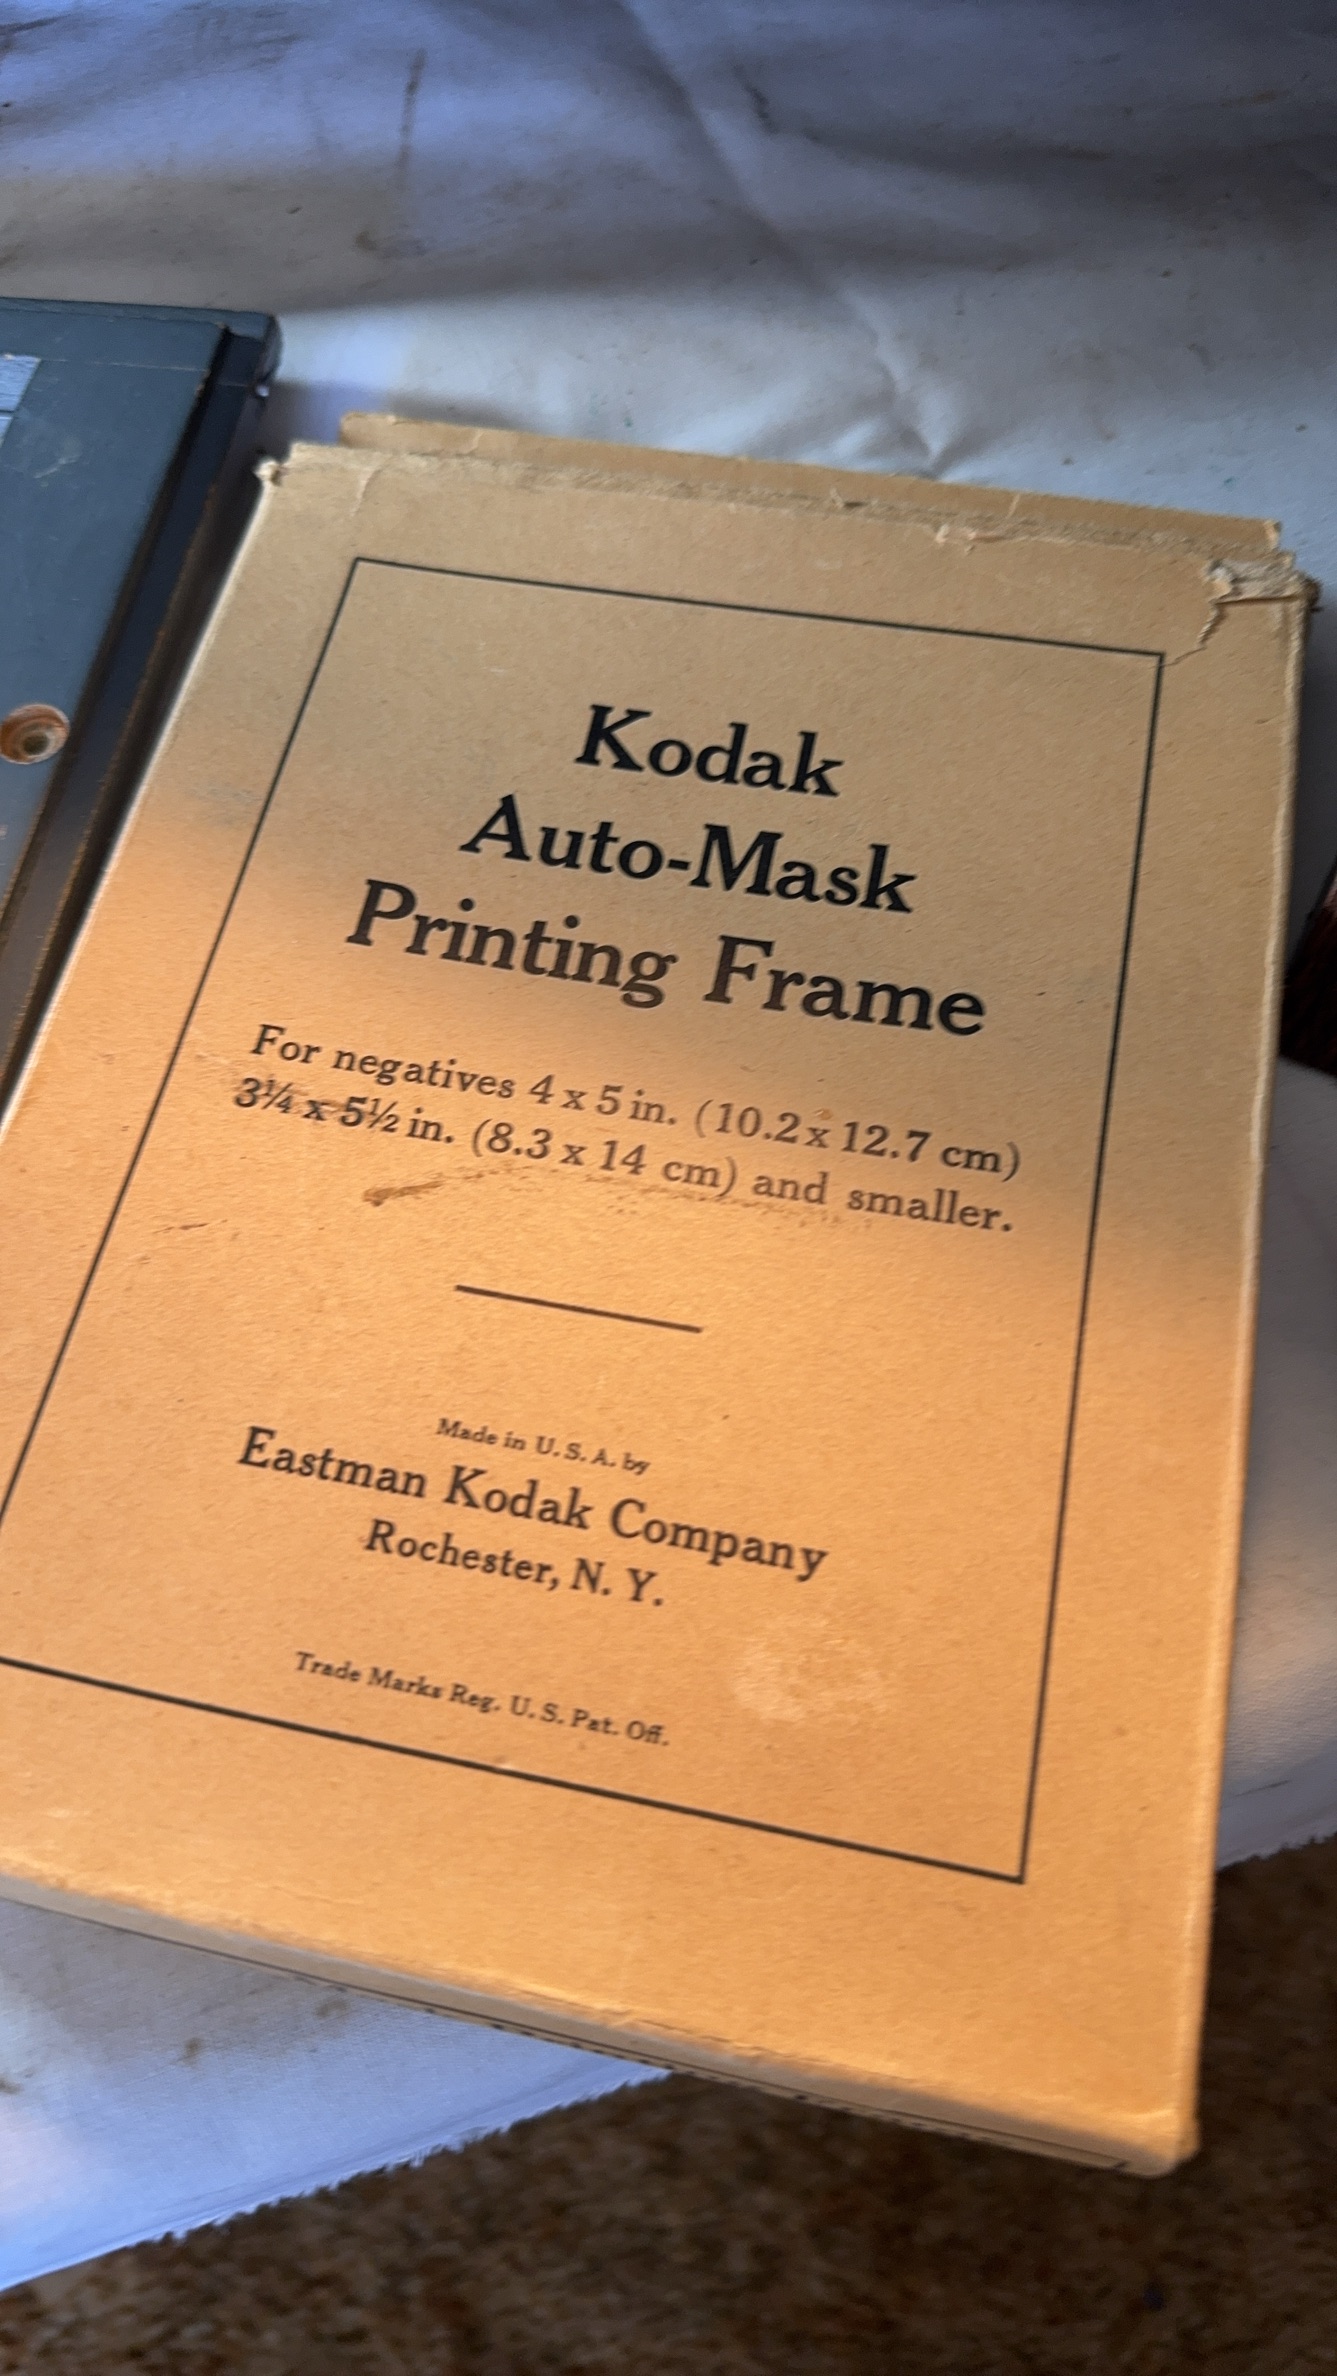 Kodak
Auto-Mask
Printing Frame
For negatives 4 x 5 in. (10.2 x 12.7 cm)
3¼ x 5½ in. (8.3 x 14 cm) and smaller.
Made in U. S. A. by
Eastman Kodak Company
Rochester, N. Y.
Trade Marks Reg. U. S. Pat. Off.